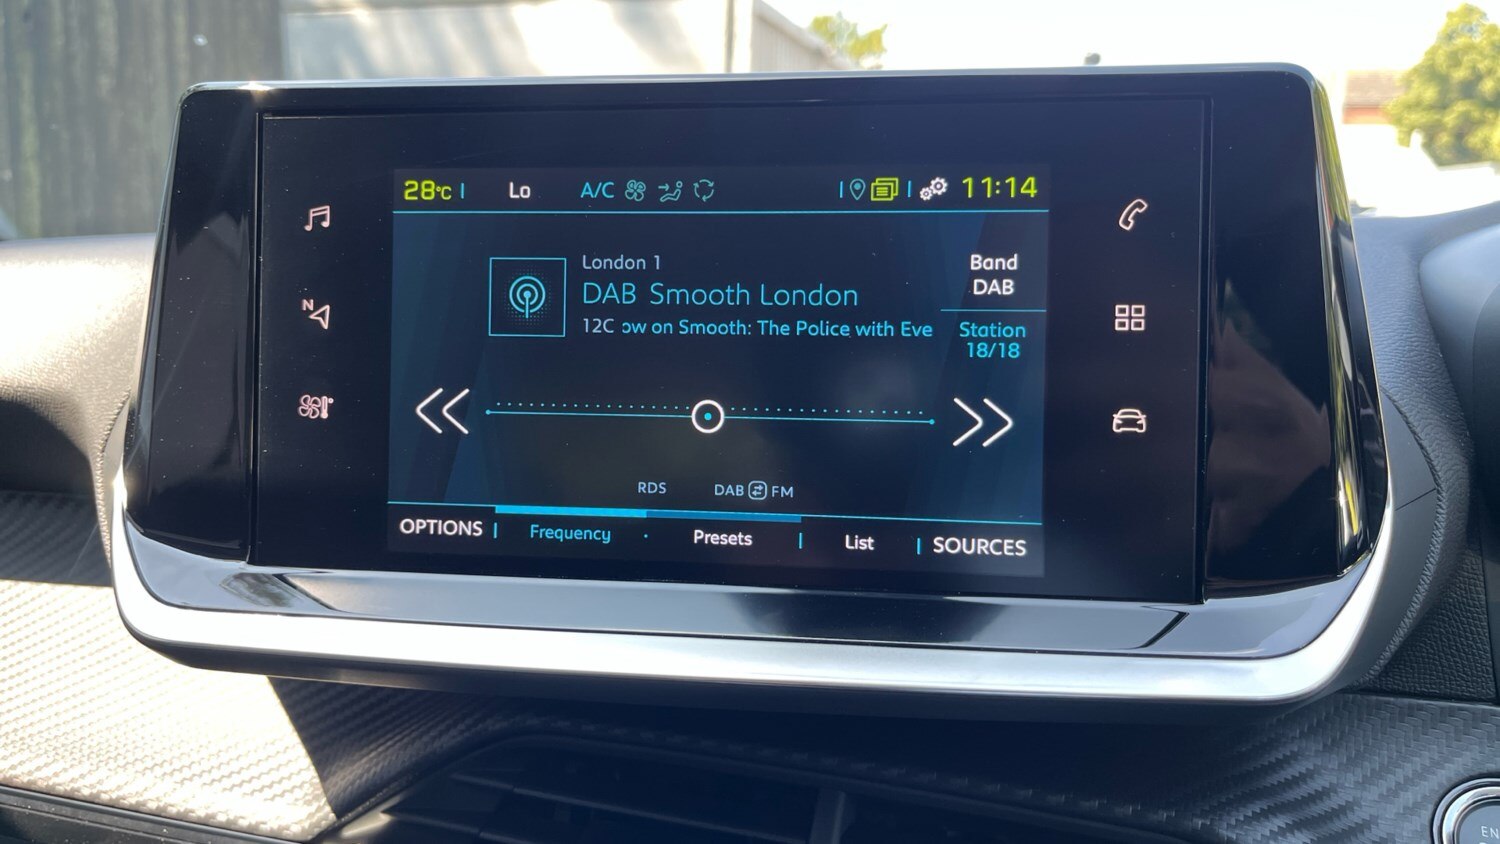 28°C Lo A/C 11:14
N
London 1
DAB Smooth London
12C ow on Smooth: The Police with Eve
Band
DAB
Station
18/18
RDS DAB FM
OPTIONS Frequency Presets List SOURCES
EN